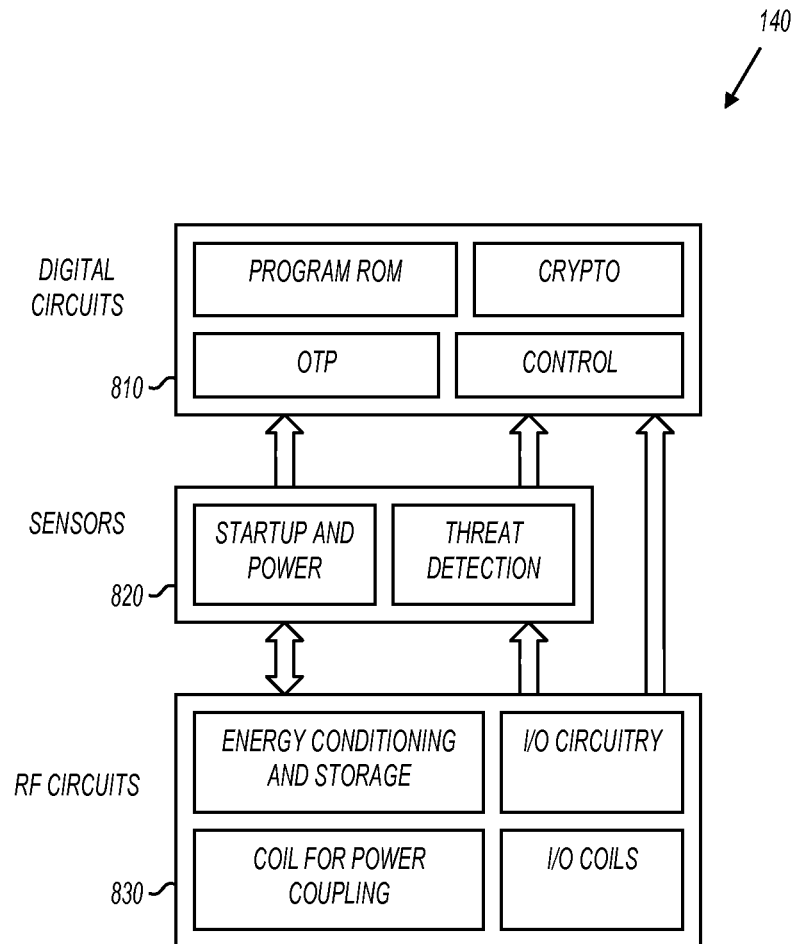 140
DIGITAL
CIRCUITS
PROGRAM ROM
CRYPTO
OTP
CONTROL
810
SENSORS
STARTUP AND
POWER
THREAT
DETECTION
820
RF CIRCUITS
ENERGY CONDITIONING
AND STORAGE
I/O CIRCUITRY
COIL FOR POWER
COUPLING
I/O COILS
830